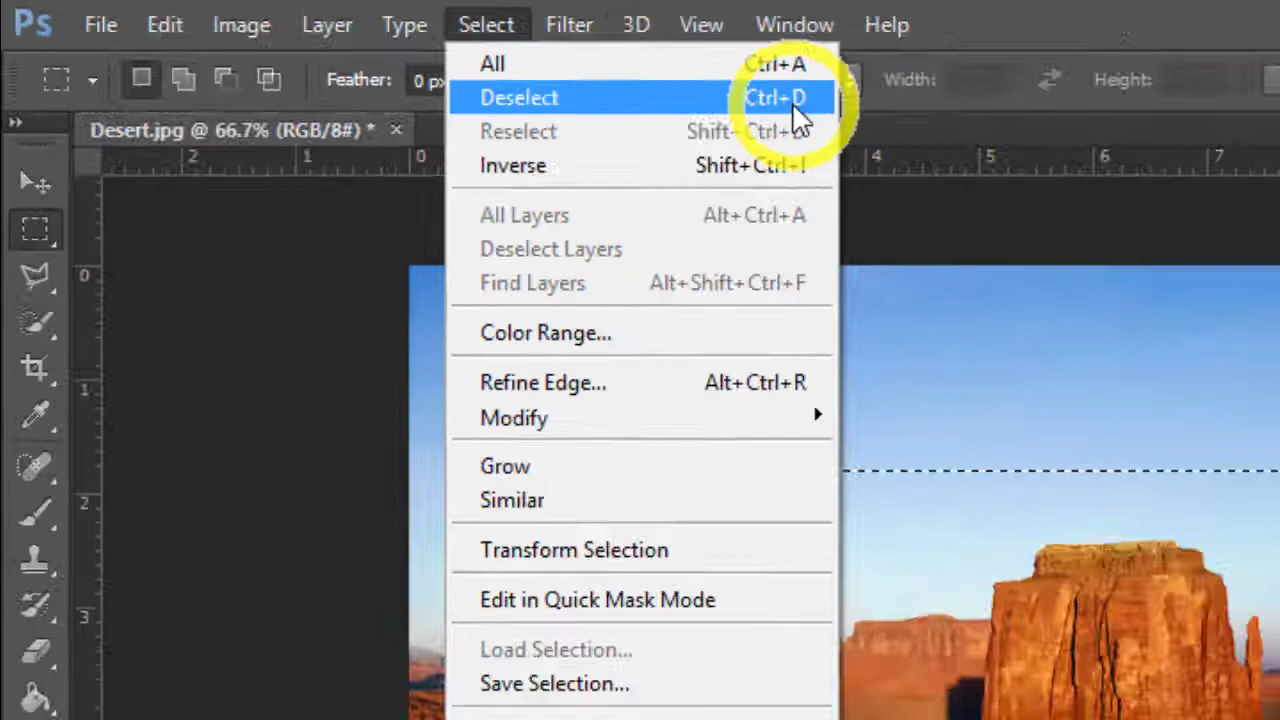 Ps File Edit Image Layer Type Select Filter 3D View Window Help
Feather: 0 px Width: Height:
Desert.jpg @ 66.7% (RGB/8#) * ×
2 1 0 4 5 6 7
0
1
2
3
All Ctrl+A
Deselect Ctrl+D
Reselect Shift+Ctrl+
Inverse Shift+Ctrl+I
All Layers Alt+Ctrl+A
Deselect Layers
Find Layers Alt+Shift+Ctrl+F
Color Range...
Refine Edge... Alt+Ctrl+R
Modify
Grow
Similar
Transform Selection
Edit in Quick Mask Mode
Load Selection...
Save Selection...